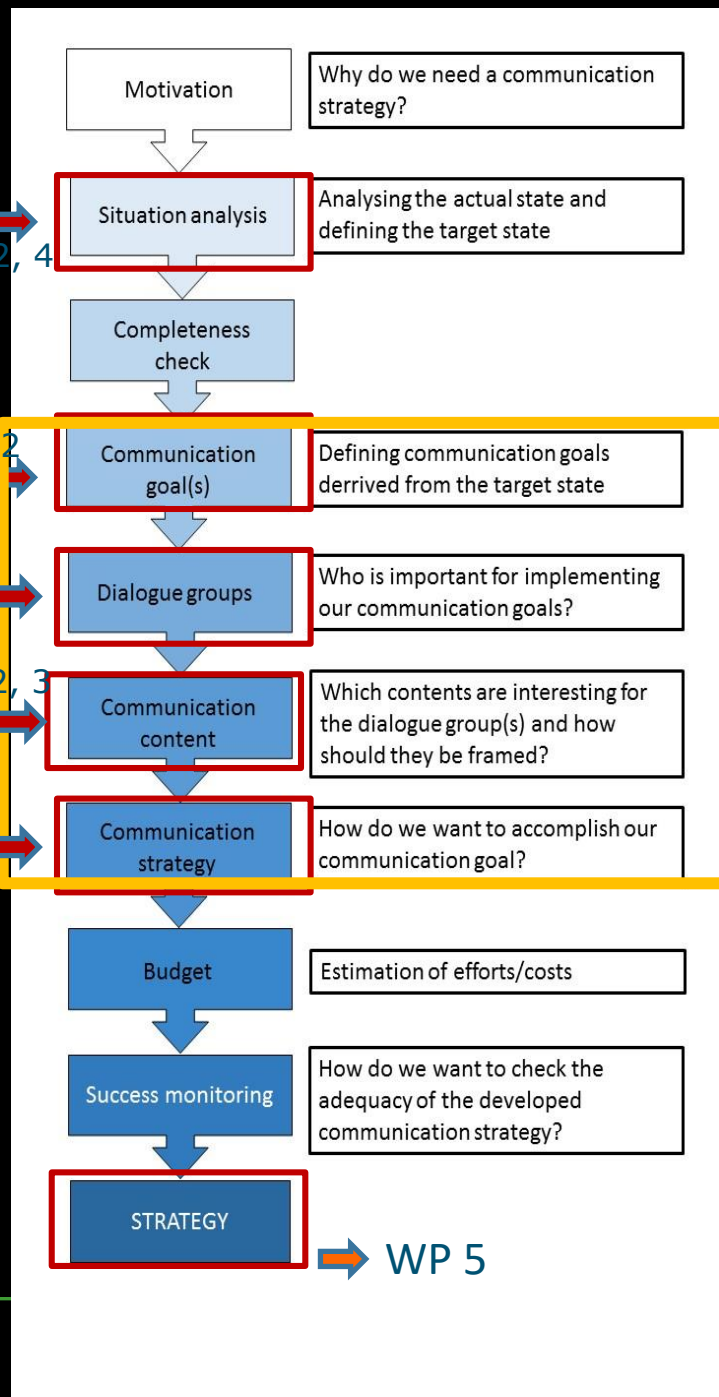 Motivation
Why do we need a communication
strategy?
Situation analysis
Analysing the actual state and
defining the target state
2, 4
Completeness
check
2
Communication
goal(s)
Defining communication goals
derrived from the target state
Dialogue groups
Who is important for implementing
our communication goals?
2, 3
Communication
content
Which contents are interesting for
the dialogue group(s) and how
should they be framed?
Communication
strategy
How do we want to accomplish our
communication goal?
Budget
Estimation of efforts/costs
Success monitoring
How do we want to check the
adequacy of the developed
communication strategy?
STRATEGY
WP 5